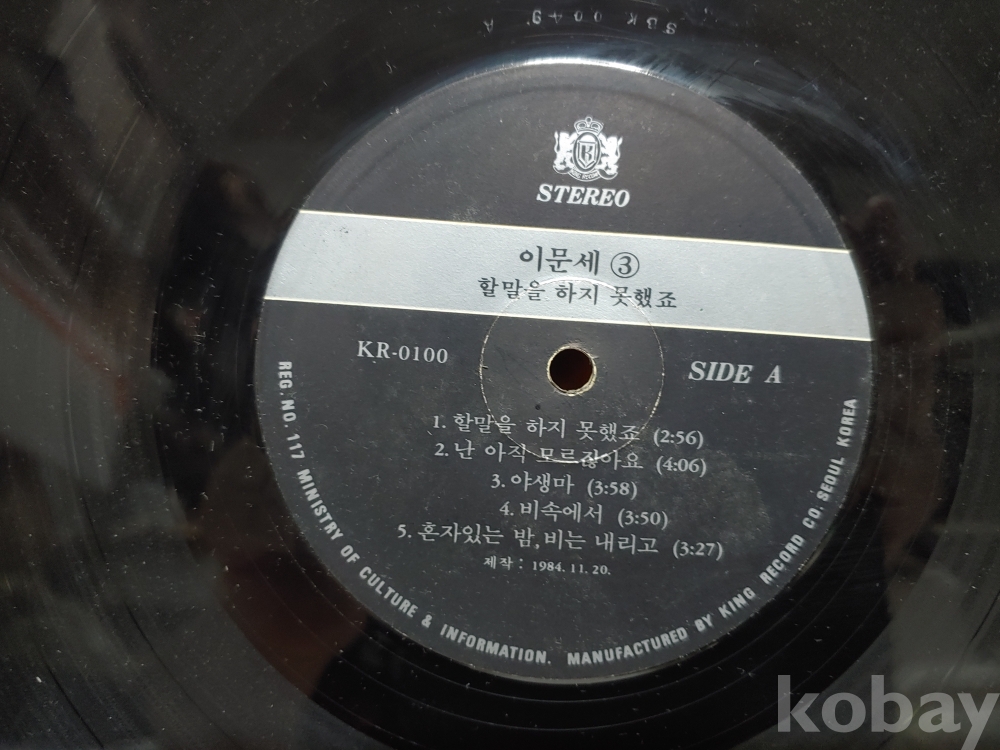 SBK 0049 A
KING RECORD
STEREO
이문세 ③
할말을 하지 못했죠
KR-0100
SIDE A
1. 할말을 하지 못했죠 (2:56)
2. 난 아직 모르잖아요 (4:06)
3. 야생마 (3:58)
4. 비속에서 (3:50)
5. 혼자있는 밤, 비는 내리고 (3:27)
제작 : 1984. 11. 20.
REG. NO. 117 MINISTRY OF CULTURE & INFORMATION. MANUFACTURED BY KING RECORD CO. SEOUL KOREA
kobay